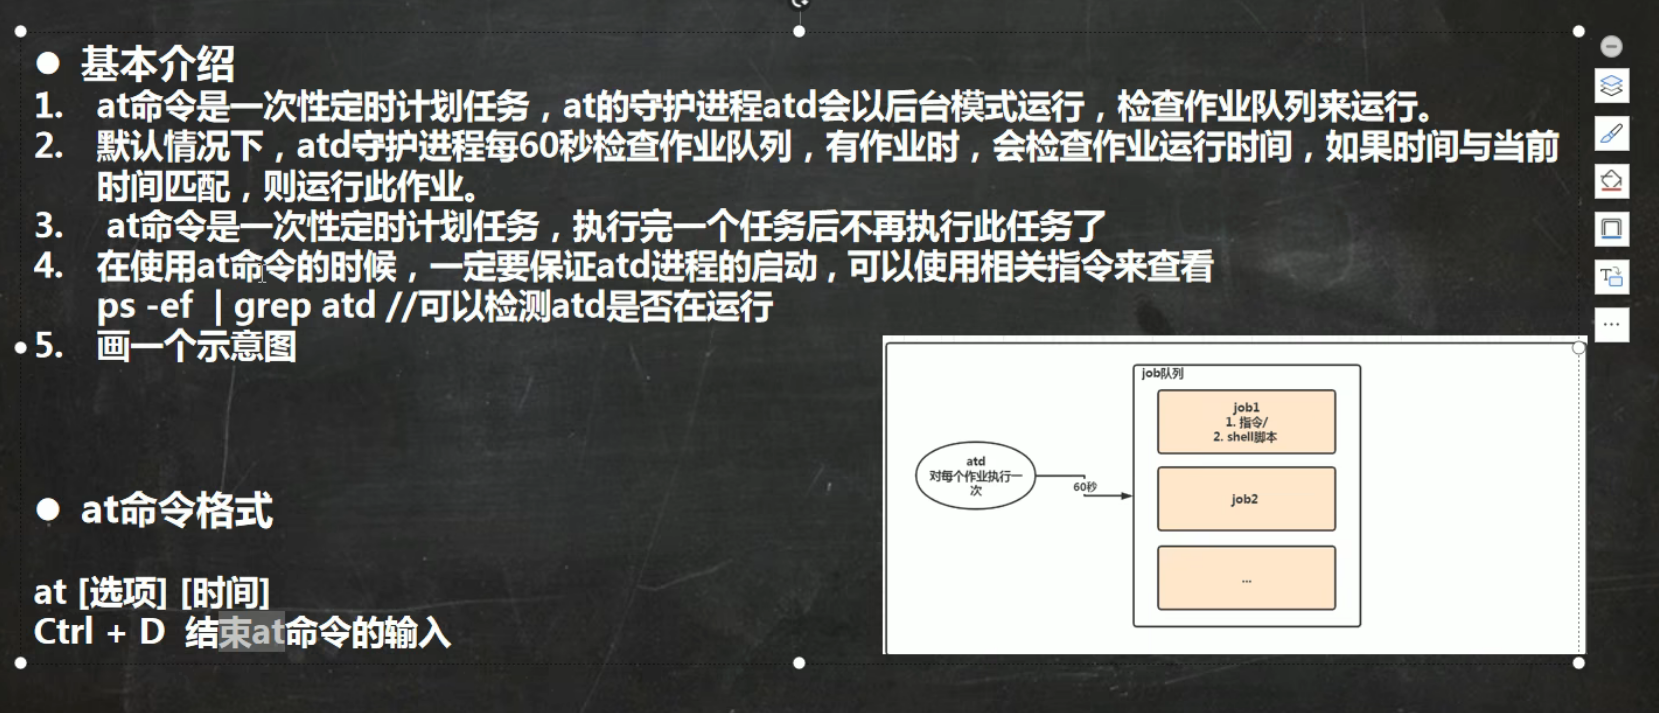 ● 基本介绍
1. at命令是一次性定时计划任务，at的守护进程atd会以后台模式运行，检查作业队列来运行。
2. 默认情况下，atd守护进程每60秒检查作业队列，有作业时，会检查作业运行时间，如果时间与当前
时间匹配，则运行此作业。
3. at命令是一次性定时计划任务，执行完一个任务后不再执行此任务了
4. 在使用at命令的时候，一定要保证atd进程的启动，可以使用相关指令来查看
ps -ef | grep atd //可以检测atd是否在运行
5. 画一个示意图
job队列
job1
1. 指令/
2. shell脚本
atd
对每个作业执行一
次
60秒
job2
...
● at命令格式
at [选项] [时间]
Ctrl + D 结束at命令的输入